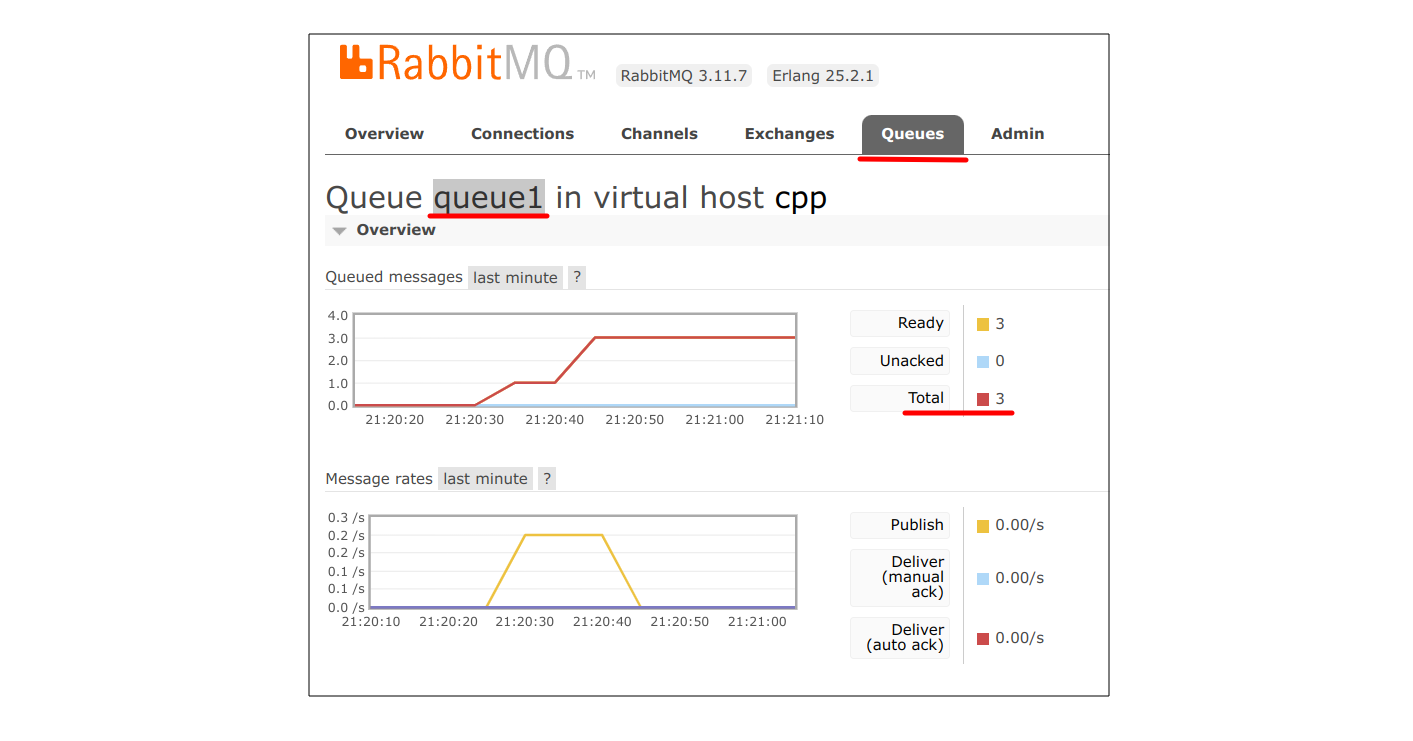 RabbitMQ™ RabbitMQ 3.11.7 Erlang 25.2.1
Overview Connections Channels Exchanges Queues Admin
Queue queue1 in virtual host cpp
Overview
Queued messages last minute ?
4.0
3.0
2.0
1.0
0.0
21:20:20 21:20:30 21:20:40 21:20:50 21:21:00 21:21:10
Ready 3
Unacked 0
Total 3
Message rates last minute ?
0.3 /s
0.2 /s
0.2 /s
0.1 /s
0.1 /s
0.0 /s
21:20:10 21:20:20 21:20:30 21:20:40 21:20:50 21:21:00
Publish 0.00/s
Deliver
(manual 0.00/s
ack)
Deliver
(auto ack) 0.00/s